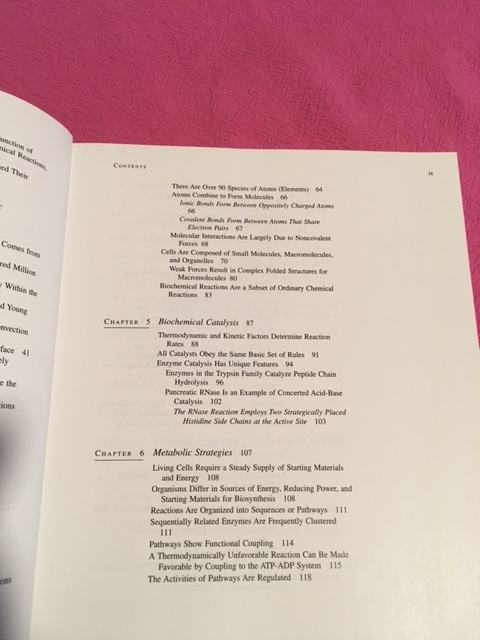 unction of
nical Reactions,
ed Their
Comes from
red Million
Within the
d Young
nvection
face 41
ely
e the
tions
ons
CONTENTS
ix
There Are Over 90 Species of Atoms (Elements) 64
Atoms Combine to Form Molecules 66
Ionic Bonds Form Between Oppositely Charged Atoms
66
Covalent Bonds Form Between Atoms That Share
Electron Pairs 67
Molecular Interactions Are Largely Due to Noncovalent
Forces 68
Cells Are Composed of Small Molecules, Macromolecules,
and Organelles 70
Weak Forces Result in Complex Folded Structures for
Macromolecules 80
Biochemical Reactions Are a Subset of Ordinary Chemical
Reactions 83
CHAPTER 5 Biochemical Catalysis 87
Thermodynamic and Kinetic Factors Determine Reaction
Rates 88
All Catalysts Obey the Same Basic Set of Rules 91
Enzyme Catalysis Has Unique Features 94
Enzymes in the Trypsin Family Catalyze Peptide Chain
Hydrolysis 96
Pancreatic RNase Is an Example of Concerted Acid-Base
Catalysis 102
The RNase Reaction Employs Two Strategically Placed
Histidine Side Chains at the Active Site 103
CHAPTER 6 Metabolic Strategies 107
Living Cells Require a Steady Supply of Starting Materials
and Energy 108
Organisms Differ in Sources of Energy, Reducing Power, and
Starting Materials for Biosynthesis 108
Reactions Are Organized into Sequences or Pathways 111
Sequentially Related Enzymes Are Frequently Clustered
111
Pathways Show Functional Coupling 114
A Thermodynamically Unfavorable Reaction Can Be Made
Favorable by Coupling to the ATP-ADP System 115
The Activities of Pathways Are Regulated 118